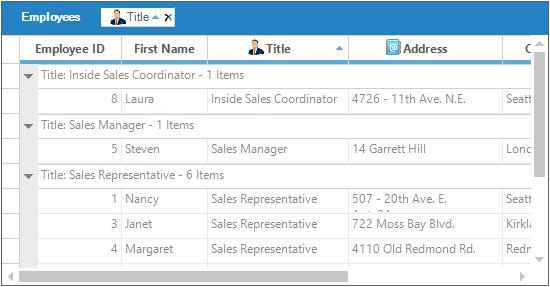 Employees Title
Employee ID First Name Title Address C
Title: Inside Sales Coordinator - 1 Items
8 Laura Inside Sales Coordinator 4726 - 11th Ave. N.E. Seatt
Title: Sales Manager - 1 Items
5 Steven Sales Manager 14 Garrett Hill Lond
Title: Sales Representative - 6 Items
1 Nancy Sales Representative 507 - 20th Ave. E. Seatt
3 Janet Sales Representative 722 Moss Bay Blvd. Kirkla
4 Margaret Sales Representative 4110 Old Redmond Rd. Redm